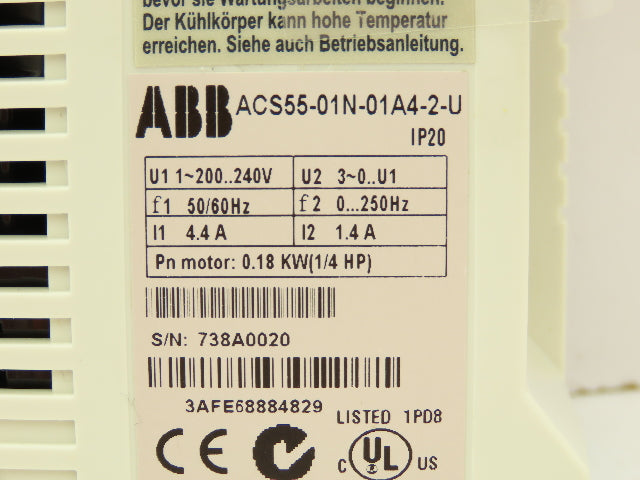 bevor sie Wartungsarbeiten beginnen.
Der Kühlkörper kann hohe Temperatur
erreichen. Siehe auch Betriebsanleitung.
ABB ACS55-01N-01A4-2-U
IP20
U1 1~200..240V U2 3~0..U1
f1 50/60Hz f2 0...250Hz
I1 4.4 A I2 1.4 A
Pn motor: 0.18 KW(1/4 HP)
S/N: 738A0020
3AFE68884829
LISTED 1PD8
CE C UL US